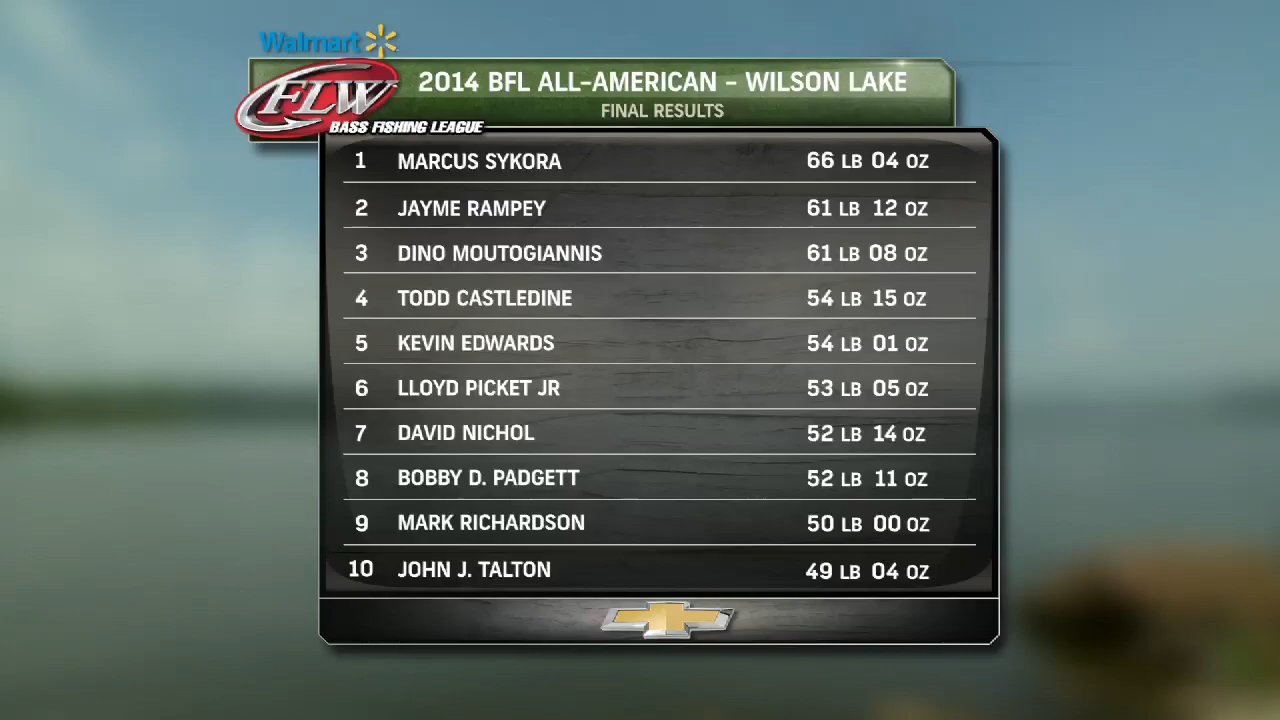 Walmart
FLW
BASS FISHING LEAGUE
2014 BFL ALL-AMERICAN - WILSON LAKE
FINAL RESULTS
1 MARCUS SYKORA 66 LB 04 OZ
2 JAYME RAMPEY 61 LB 12 OZ
3 DINO MOUTOGIANNIS 61 LB 08 OZ
4 TODD CASTLEDINE 54 LB 15 OZ
5 KEVIN EDWARDS 54 LB 01 OZ
6 LLOYD PICKET JR 53 LB 05 OZ
7 DAVID NICHOL 52 LB 14 OZ
8 BOBBY D. PADGETT 52 LB 11 OZ
9 MARK RICHARDSON 50 LB 00 OZ
10 JOHN J. TALTON 49 LB 04 OZ